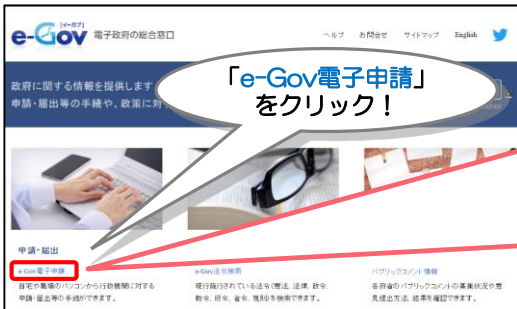 [イーガブ]
e-Gov 電子政府の総合窓口
ヘルプ お問合せ サイトマップ English
政府に関する情報を提供します
申請・届出等の手続や、政策に対
「e-Gov電子申請」
をクリック！
申請・届出
e-Gov電子申請
自宅や職場のパソコンから行政機関に対する
申請・届出等の手続ができます。
e-Gov法令検索
現行施行されている法令(憲法、法律、政令、
勅令、府令、省令、規則)を検索できます。
パブリックコメント情報
各府省のパブリックコメントの募集状況や意
見提出方法、結果を確認できます。